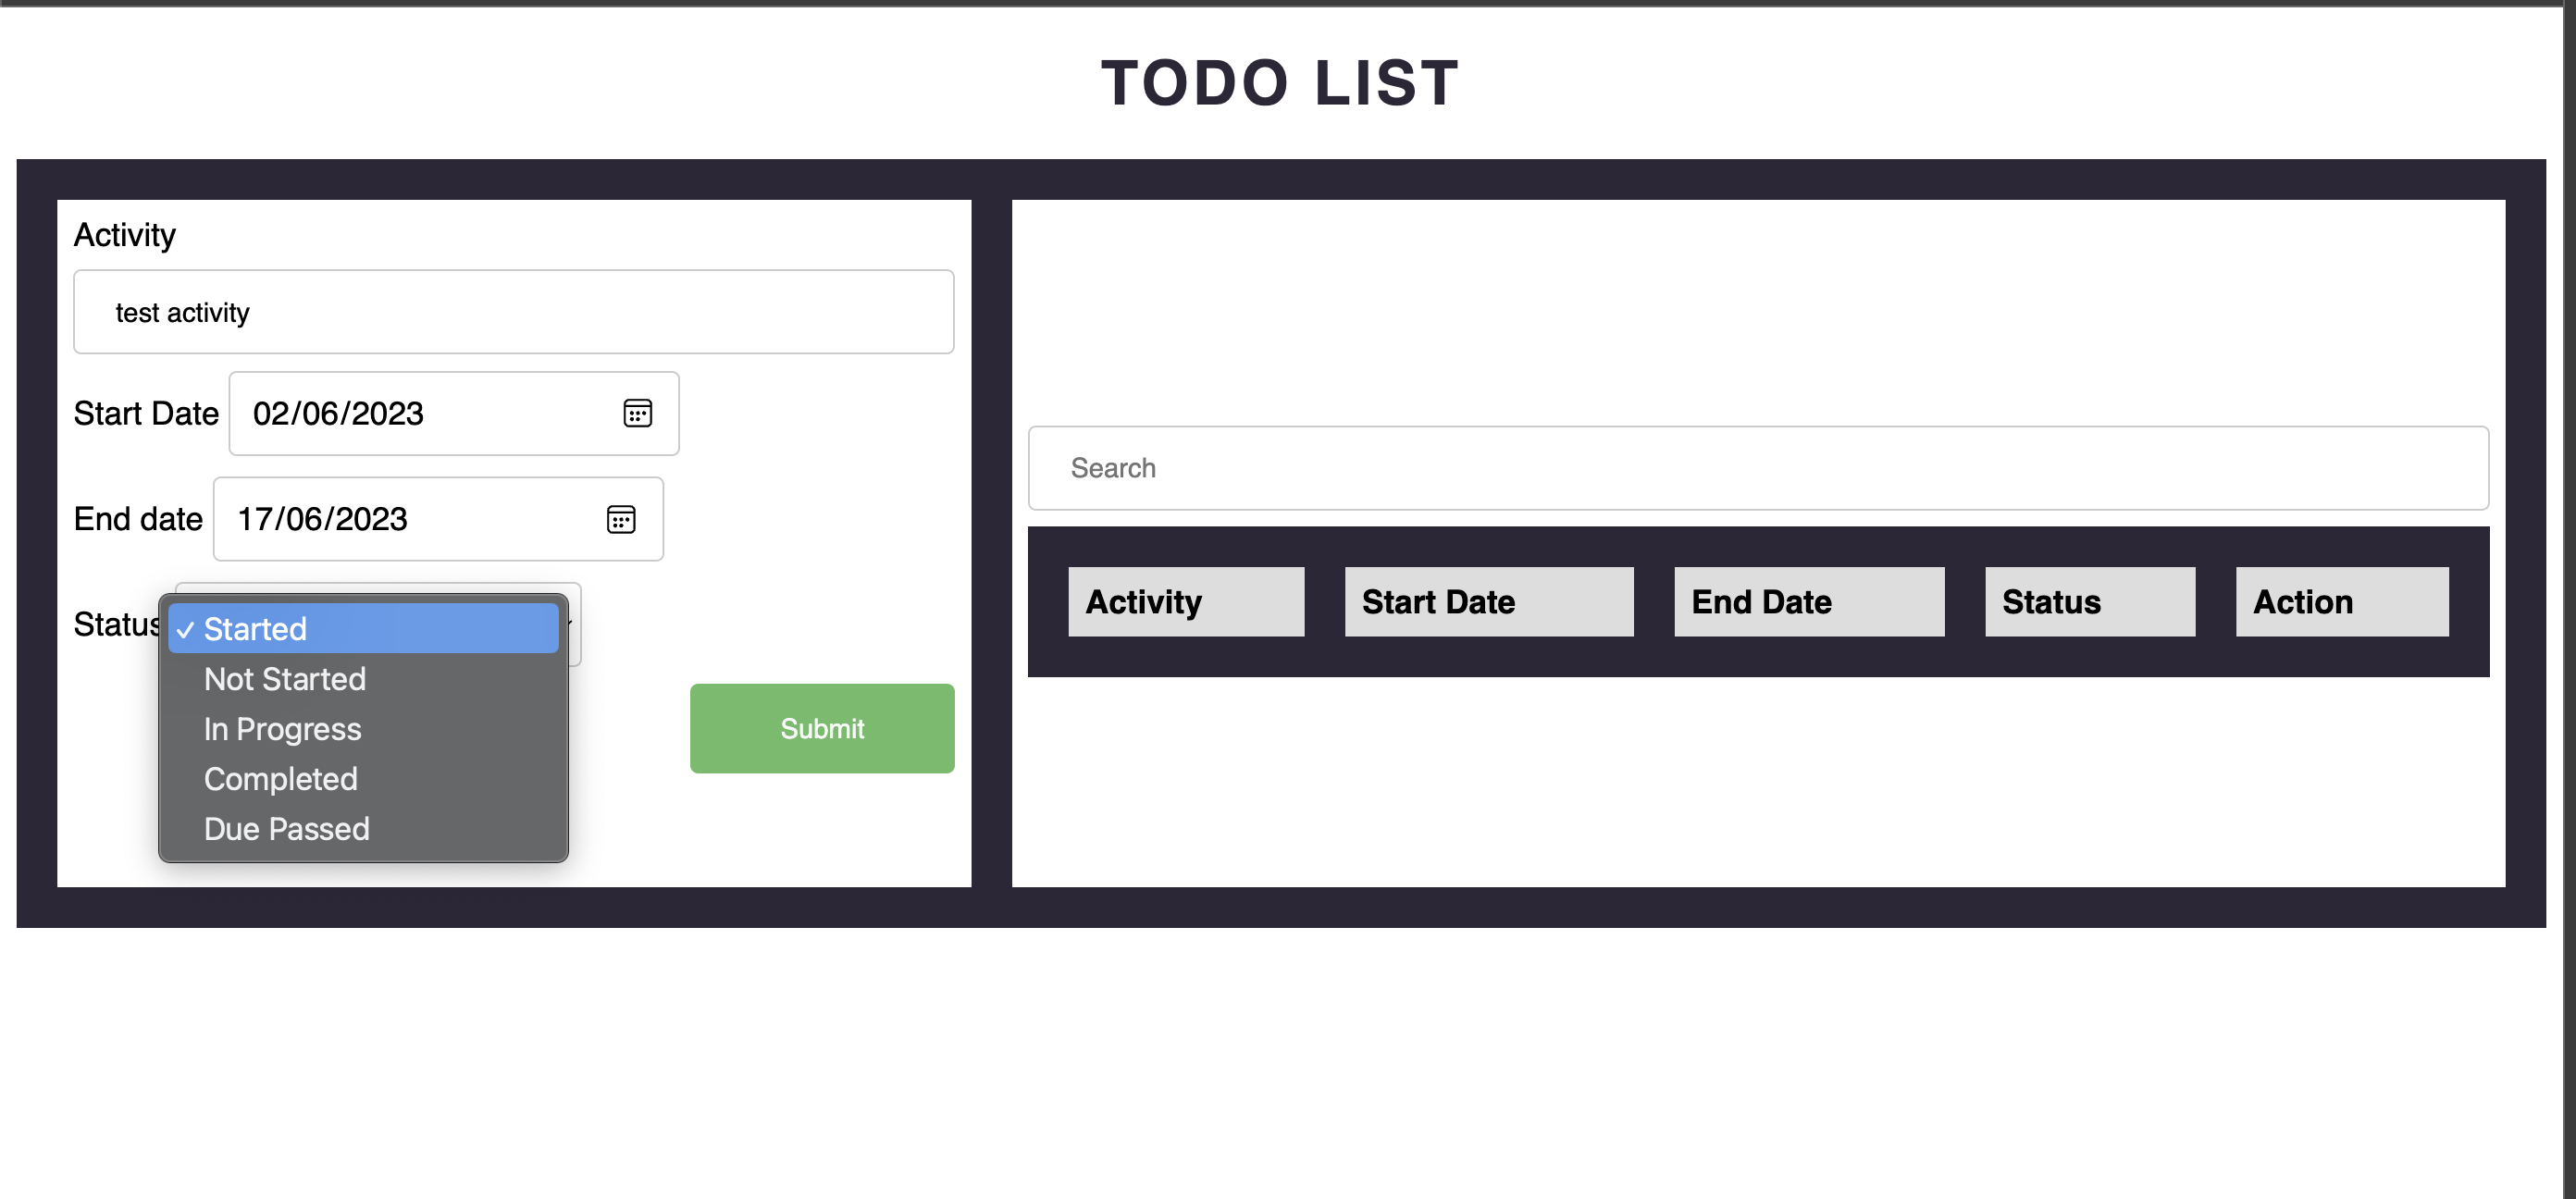 TODO LIST
Activity
test activity
Start Date 02/06/2023
End date 17/06/2023
Status
✓ Started
Not Started
In Progress
Completed
Due Passed
Submit
Search
Activity Start Date End Date Status Action